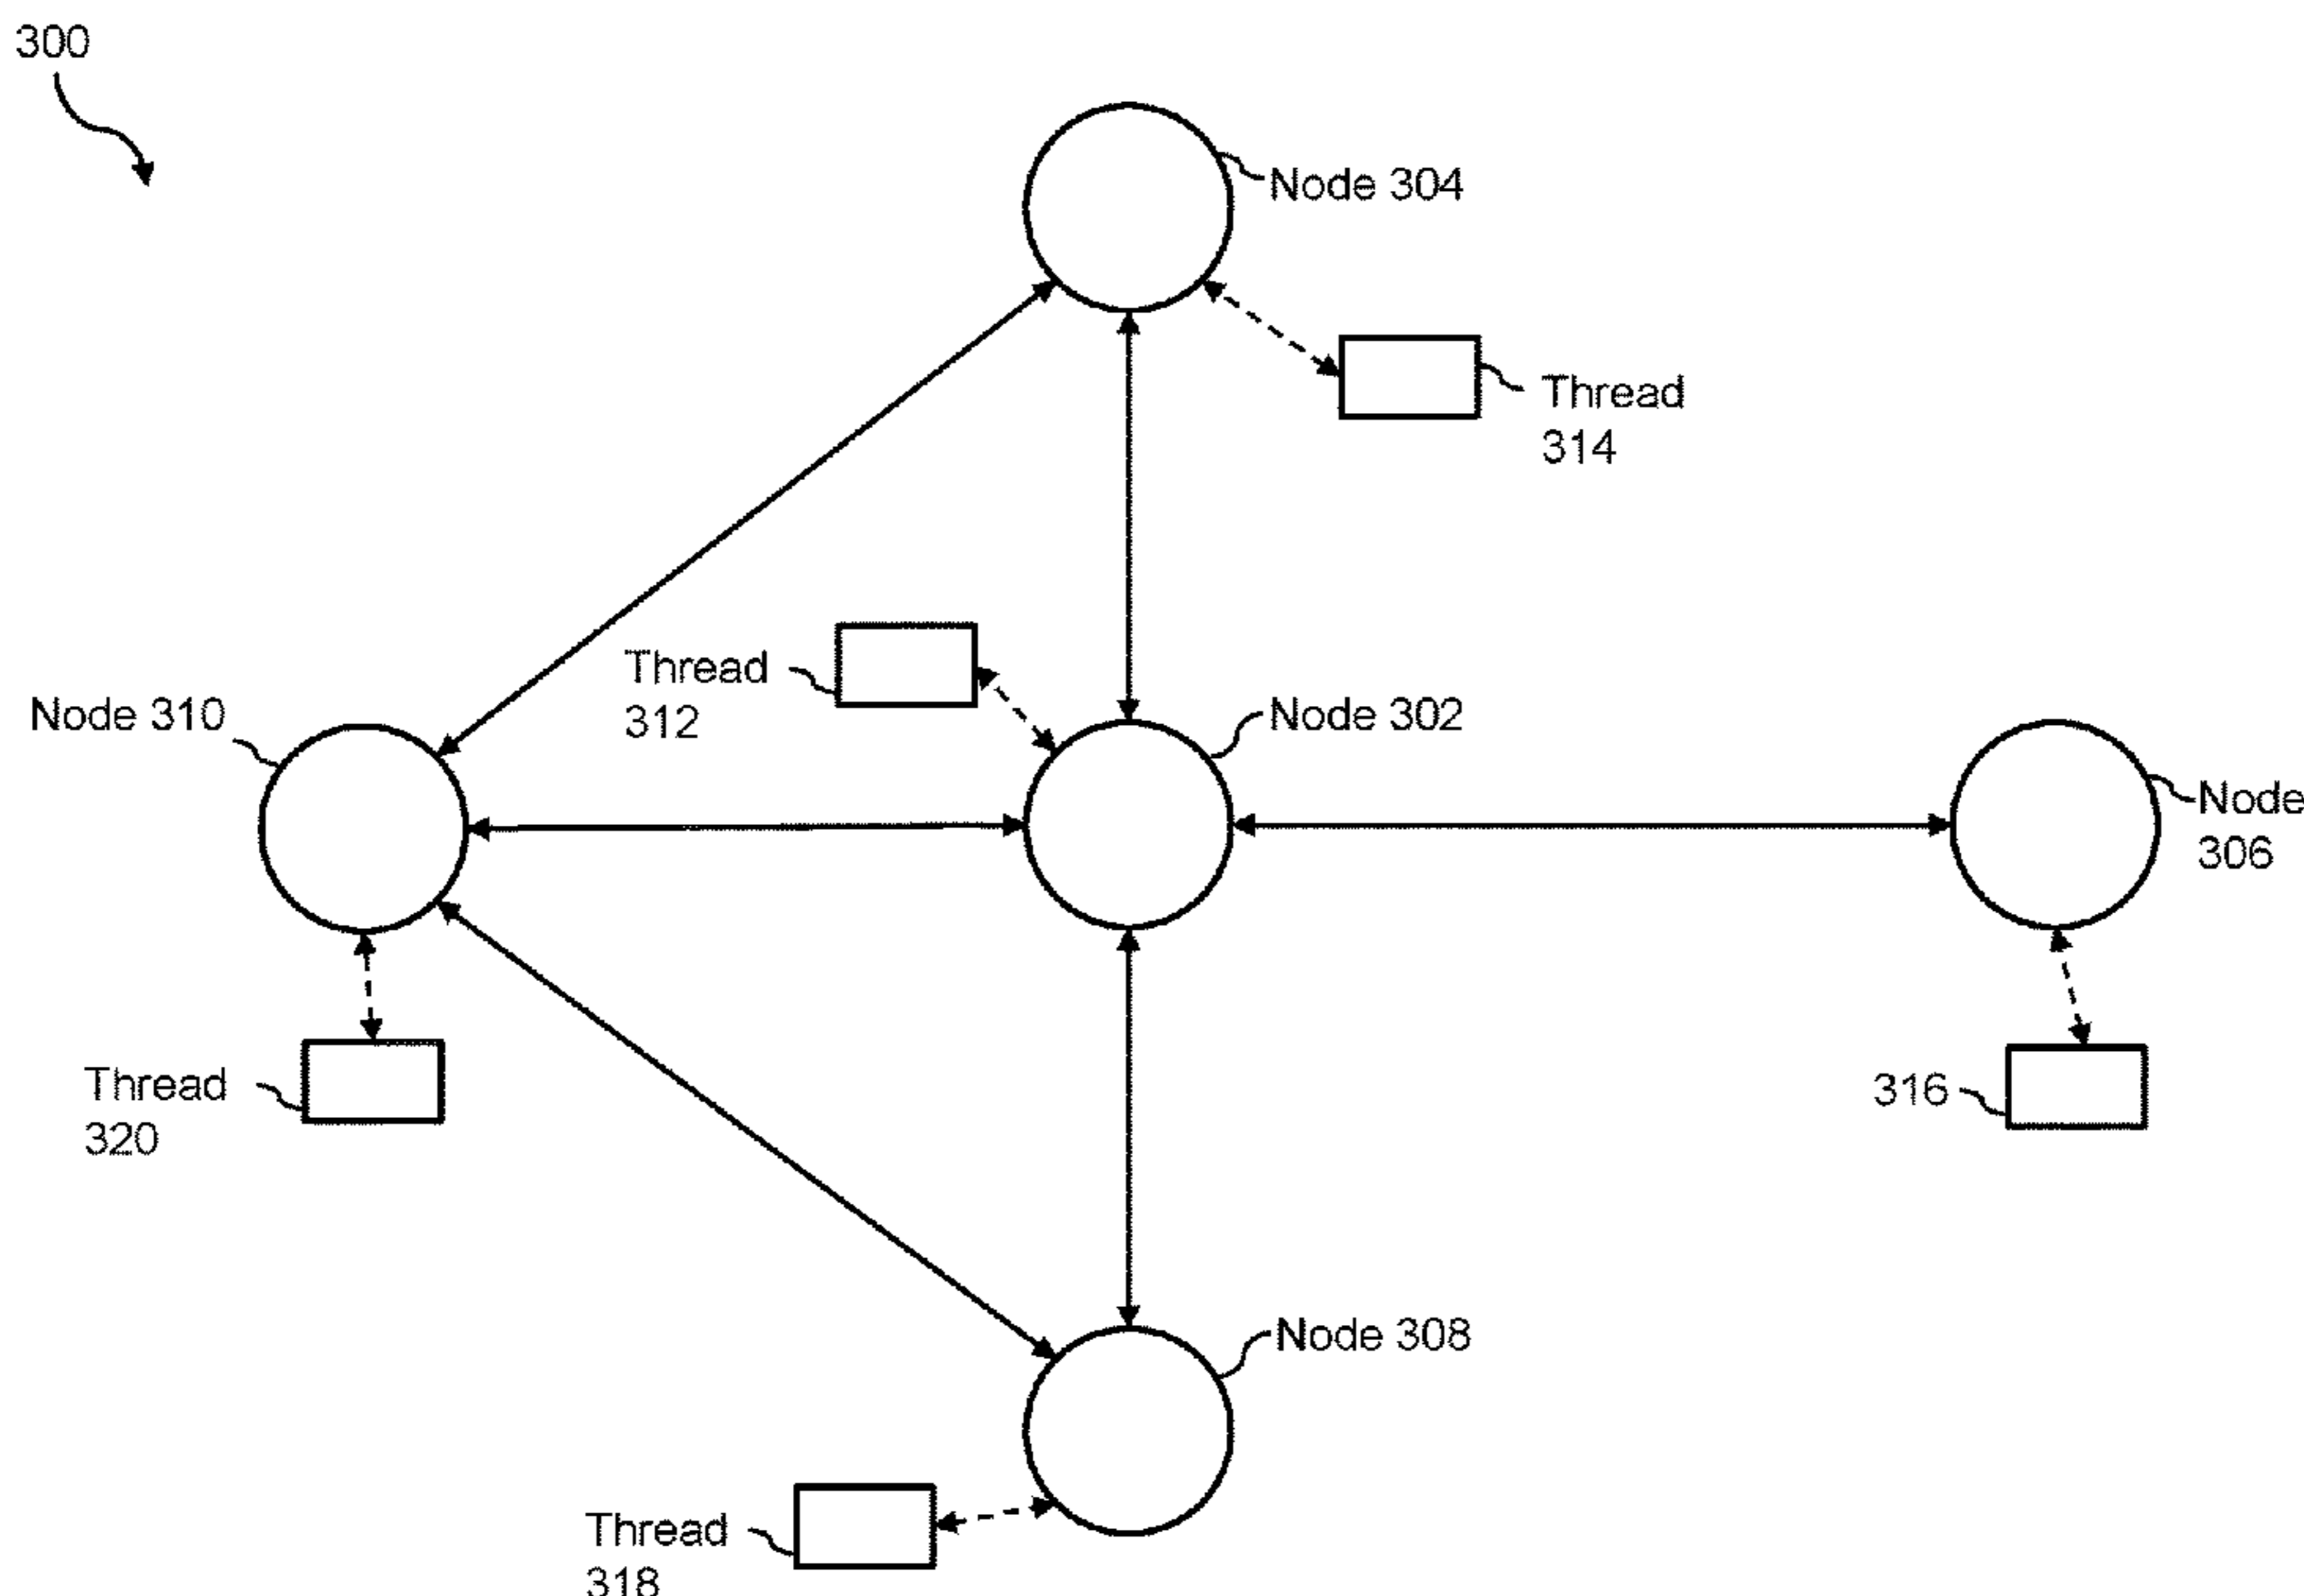 300
Node 304
Thread
314
Thread
312
Node 302
Node 310
Node
306
Thread
320
316
Node 308
Thread
318